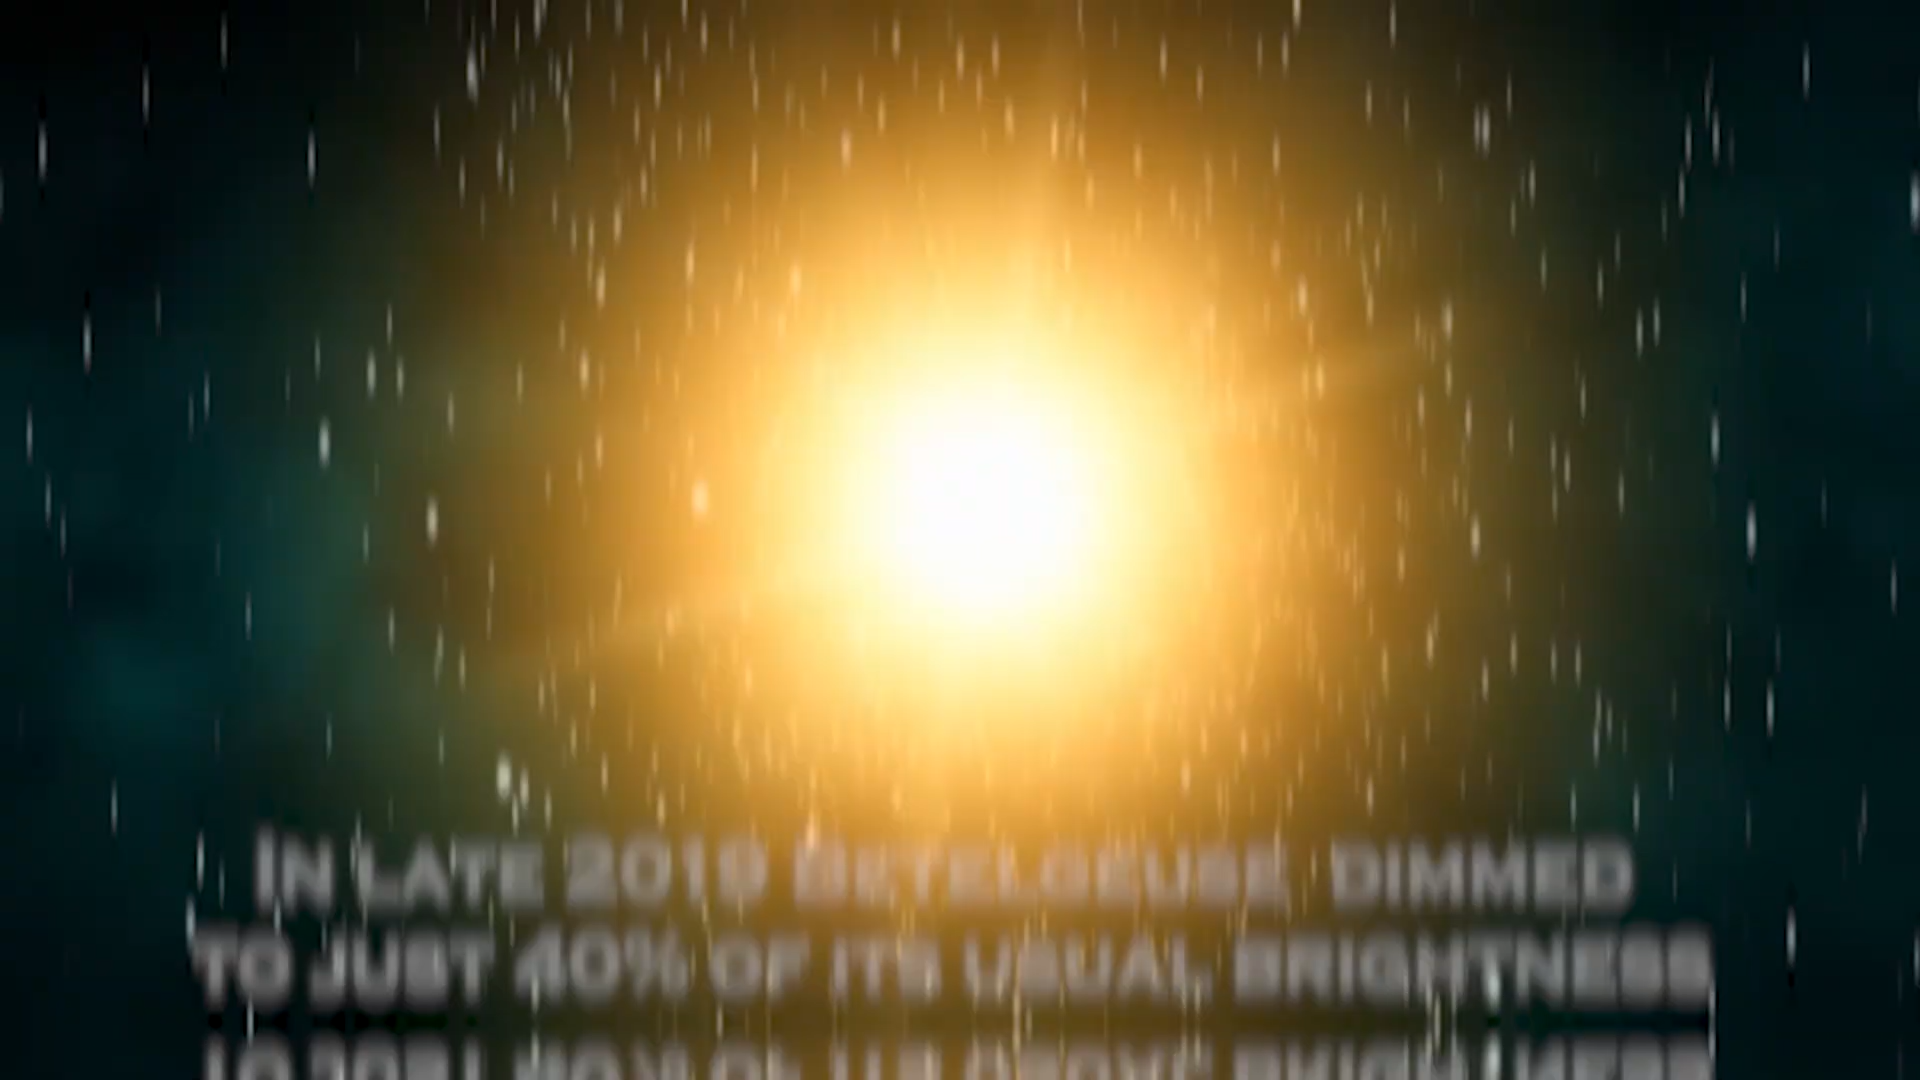 In late 2019 Betelgeuse dimmed
to just 40% of its usual brightness